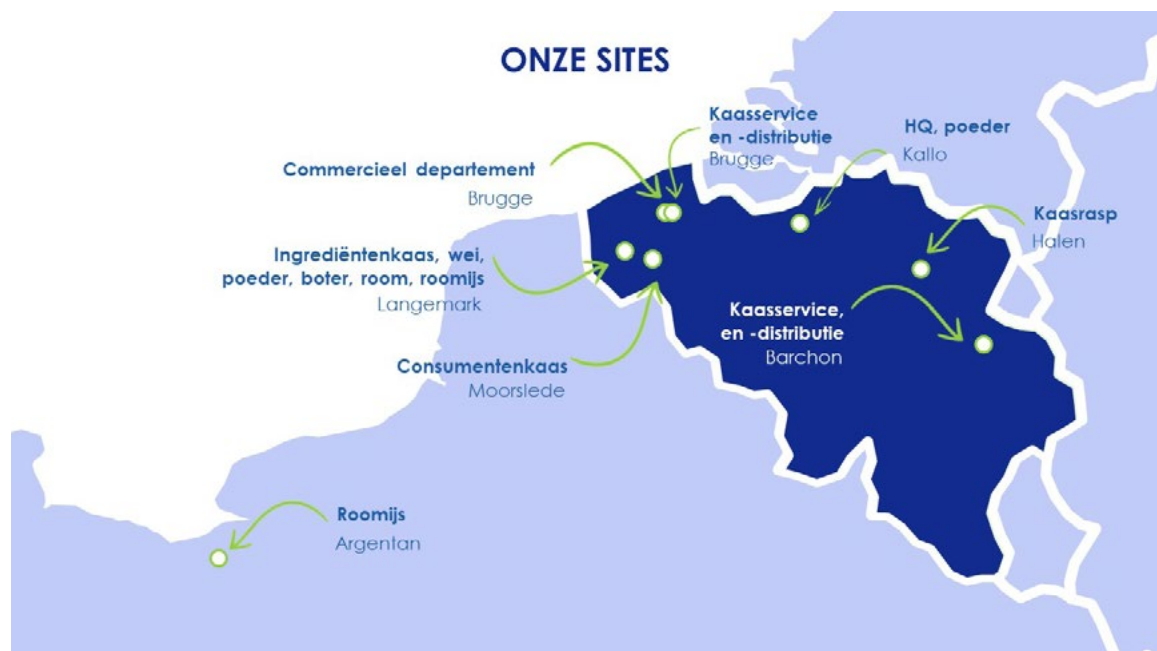 ONZE SITES
Kaasservice
en -distributie
Brugge
HQ, poeder
Kallo
Commercieel departement
Brugge
Kaasrasp
Halen
Ingrediëntenkaas, wei,
poeder, boter, room, roomijs
Langemark
Kaasservice,
en -distributie
Barchon
Consumentenkaas
Moorslede
Roomijs
Argentan